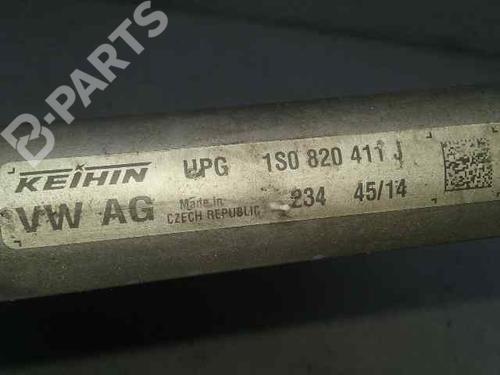 B-PARTS
KEIHIN UPG 1S0 820 411 J
VW AG Made in CZECH REPUBLIC 234 45/14